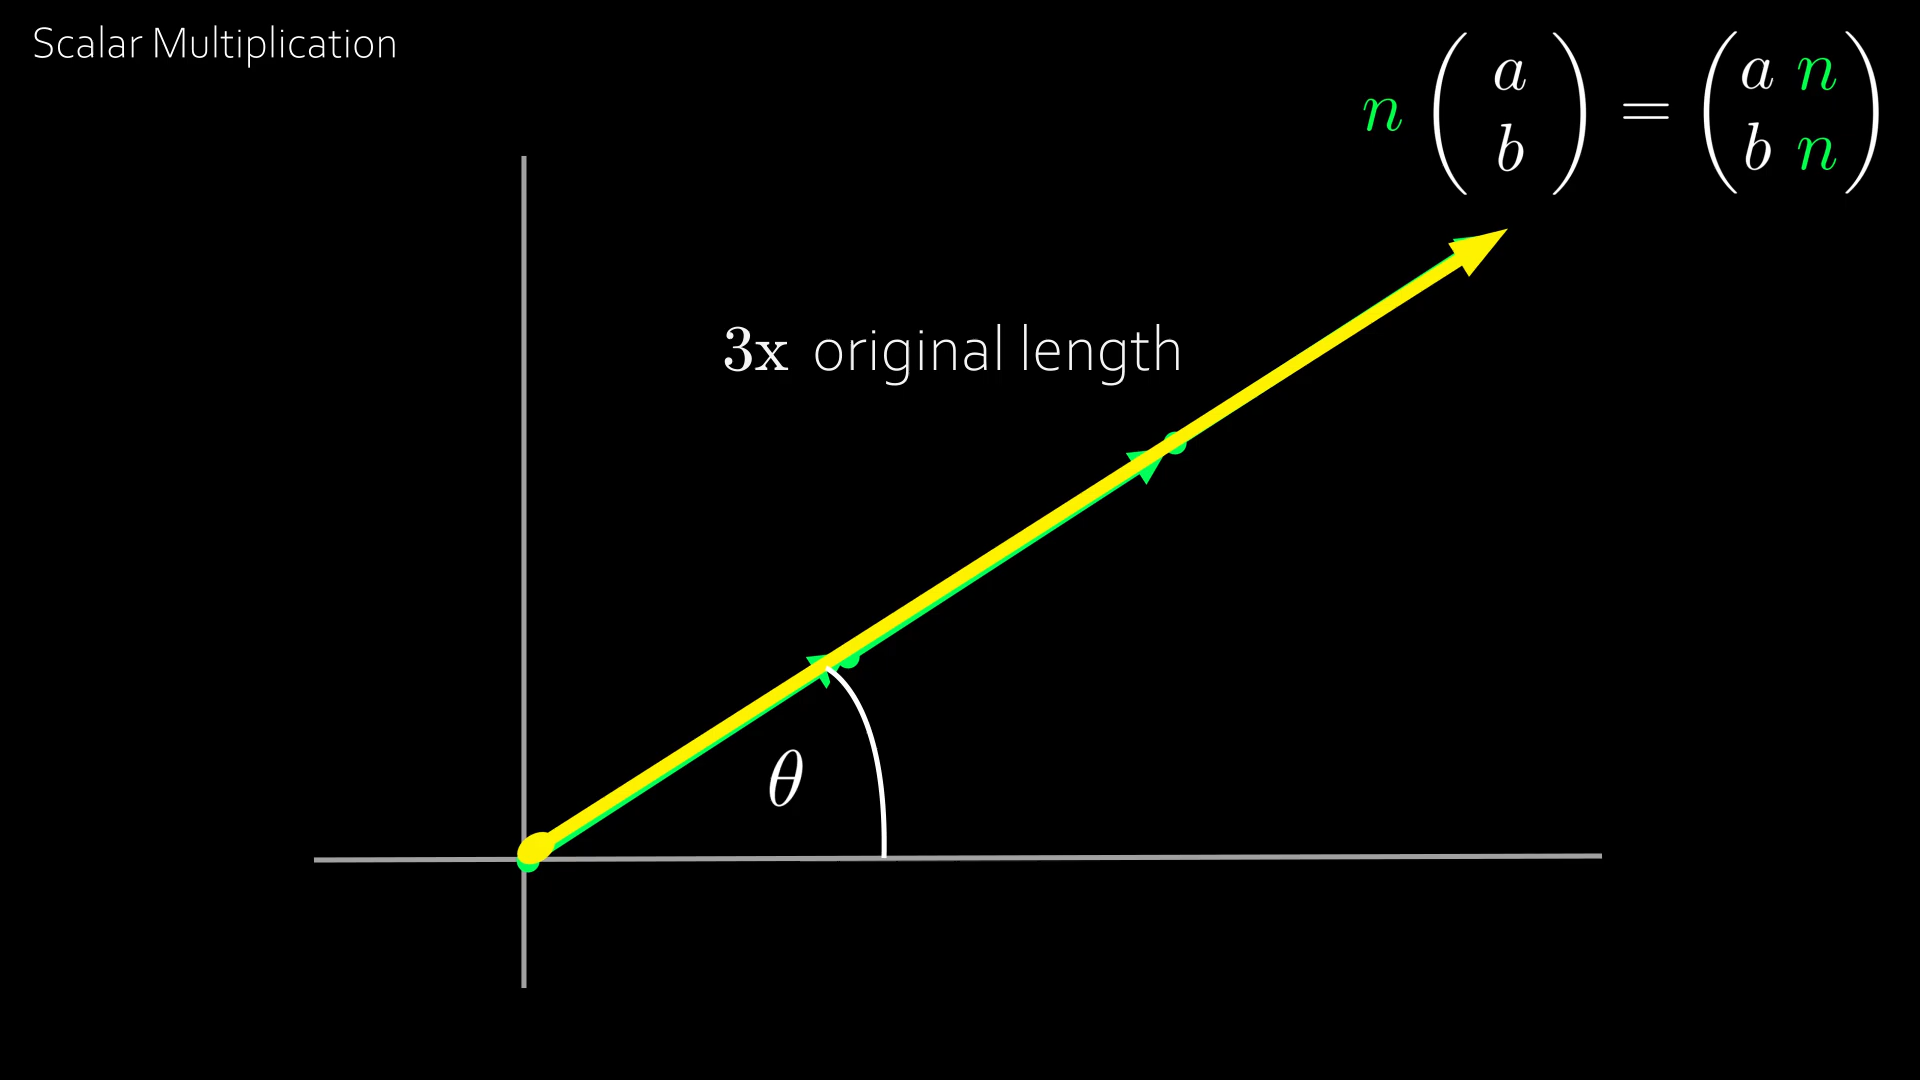 Scalar Multiplication
n ( a b ) = ( a n b n )
3x original length
θ